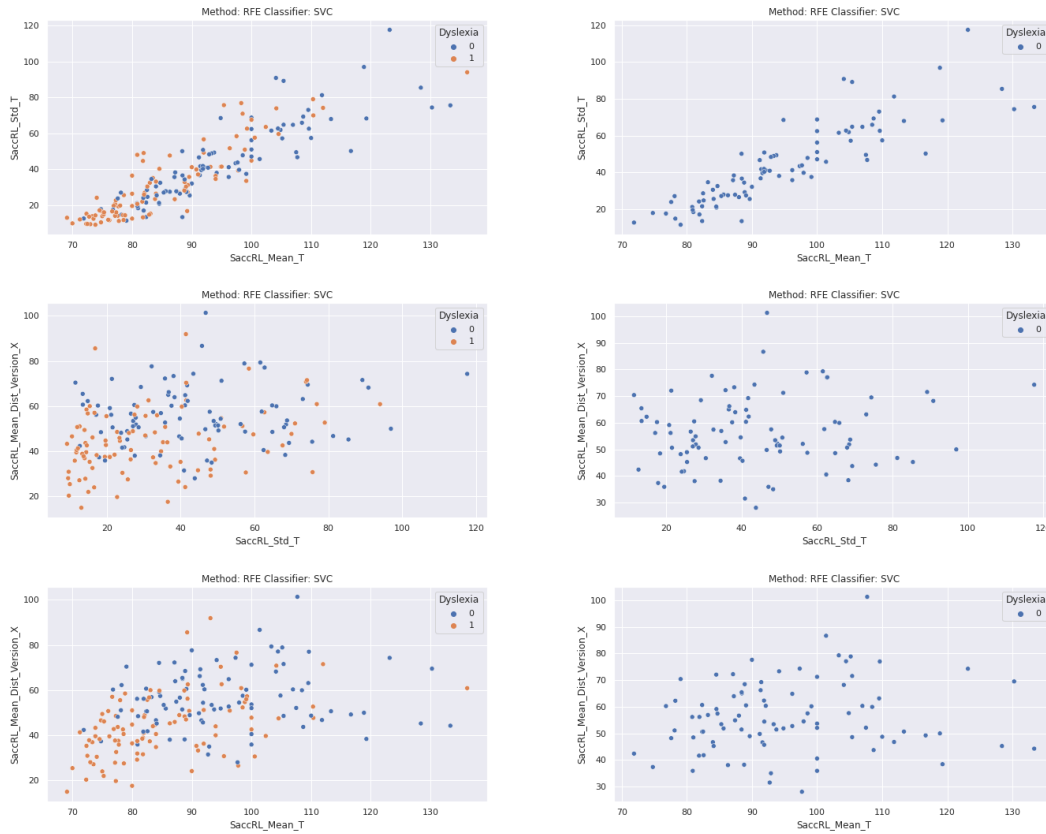 Method: RFE Classifier: SVC
120
100
80
60
40
20
SaccRL_Std_T
70 80 90 100 110 120 130
SaccRL_Mean_T
Dyslexia
0
1
Method: RFE Classifier: SVC
120
100
80
60
40
20
SaccRL_Std_T
70 80 90 100 110 120 130
SaccRL_Mean_T
Dyslexia
0
Method: RFE Classifier: SVC
100
80
60
40
20
SaccRL_Mean_Dist_Version_X
20 40 60 80 100 120
SaccRL_Std_T
Dyslexia
0
1
Method: RFE Classifier: SVC
100
90
80
70
60
50
40
30
SaccRL_Mean_Dist_Version_X
20 40 60 80 100 120
SaccRL_Std_T
Dyslexia
0
Method: RFE Classifier: SVC
100
80
60
40
20
SaccRL_Mean_Dist_Version_X
70 80 90 100 110 120 130
SaccRL_Mean_T
Dyslexia
0
1
Method: RFE Classifier: SVC
100
90
80
70
60
50
40
30
SaccRL_Mean_Dist_Version_X
70 80 90 100 110 120 130
SaccRL_Mean_T
Dyslexia
0